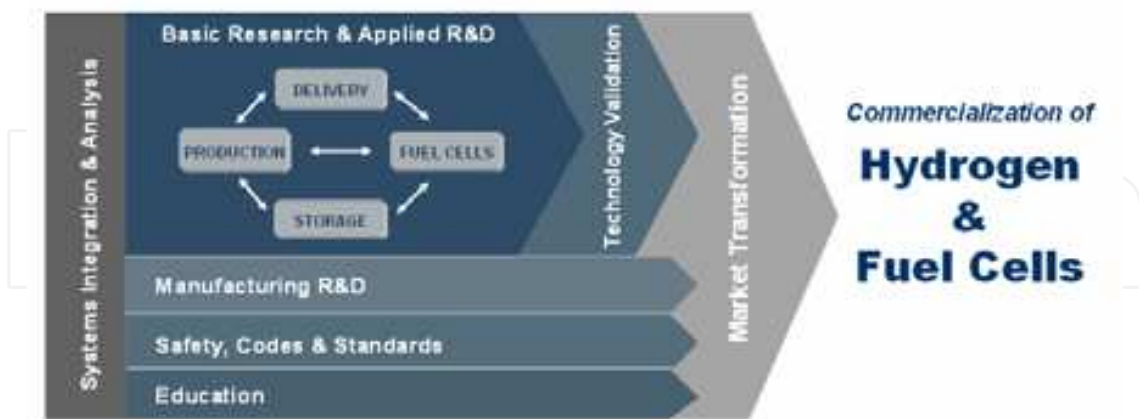 Systems Integration & Analysis
Basic Research & Applied R&D
DELIVERY
PRODUCTION
FUEL CELLS
STORAGE
Technology Validation
Manufacturing R&D
Safety, Codes & Standards
Education
Market Transformation
Commercialization of
Hydrogen
&
Fuel Cells